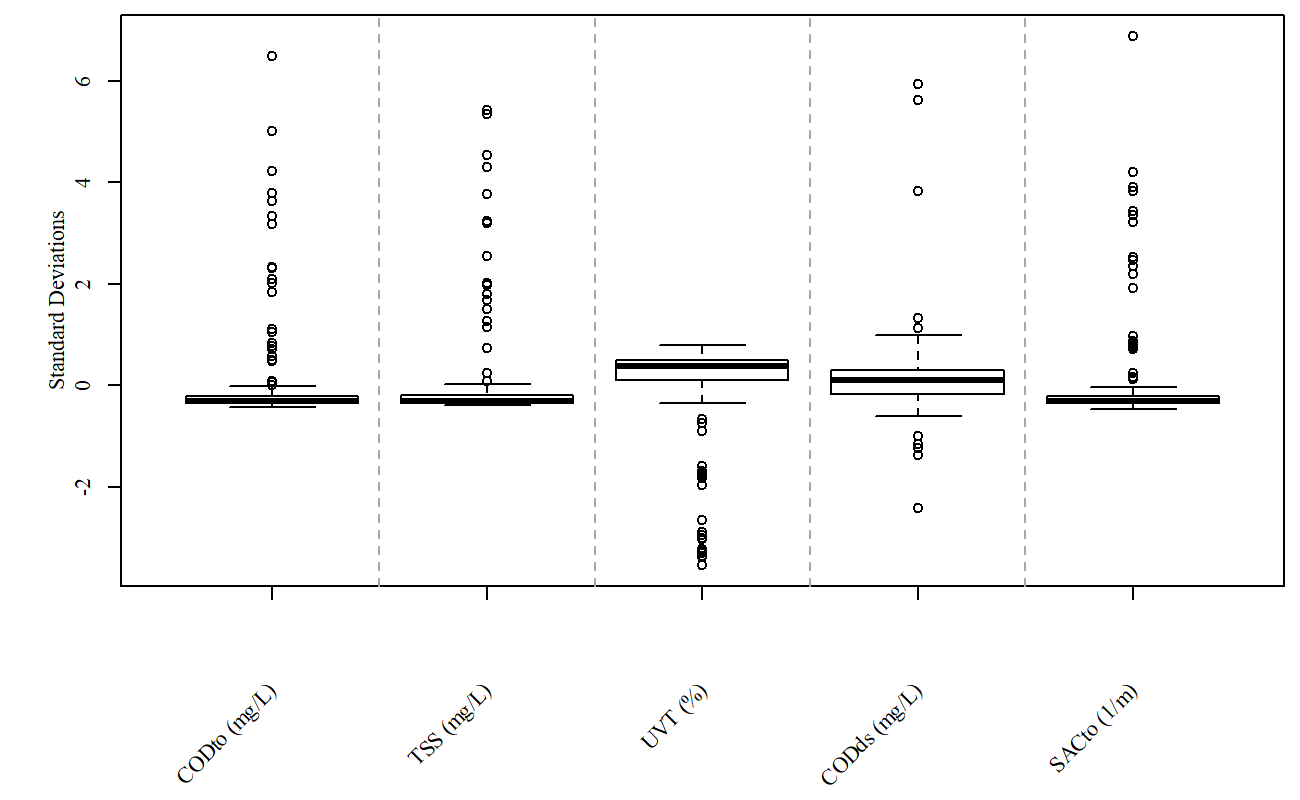 Standard Deviations
6
4
2
0
-2
CODto (mg/L)
TSS (mg/L)
UVT (%)
CODds (mg/L)
SACto (1/m)